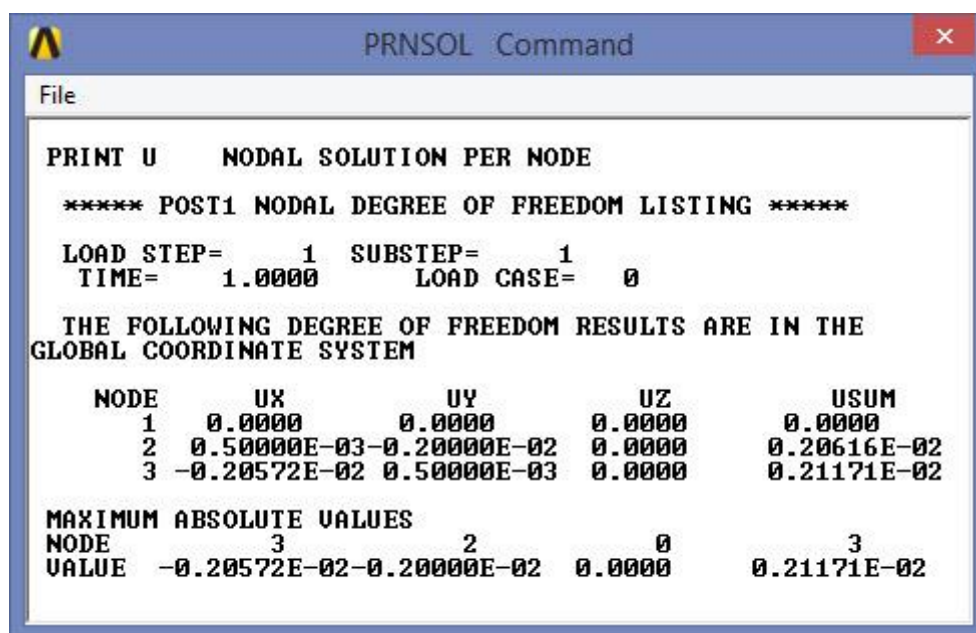 PRNSOL Command
File
PRINT U NODAL SOLUTION PER NODE
***** POST1 NODAL DEGREE OF FREEDOM LISTING *****
LOAD STEP= 1 SUBSTEP= 1
TIME= 1.0000 LOAD CASE= 0
THE FOLLOWING DEGREE OF FREEDOM RESULTS ARE IN THE
GLOBAL COORDINATE SYSTEM
NODE UX UY UZ USUM
1 0.0000 0.0000 0.0000 0.0000
2 0.50000E-03-0.20000E-02 0.0000 0.20616E-02
3 -0.20572E-02 0.50000E-03 0.0000 0.21171E-02
MAXIMUM ABSOLUTE VALUES
NODE 3 2 0 3
VALUE -0.20572E-02-0.20000E-02 0.0000 0.21171E-02